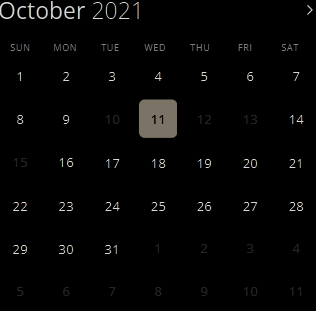 October 2021
SUN MON TUE WED THU FRI SAT
1 2 3 4 5 6 7
8 9 10 11 12 13 14
15 16 17 18 19 20 21
22 23 24 25 26 27 28
29 30 31 1 2 3 4
5 6 7 8 9 10 11